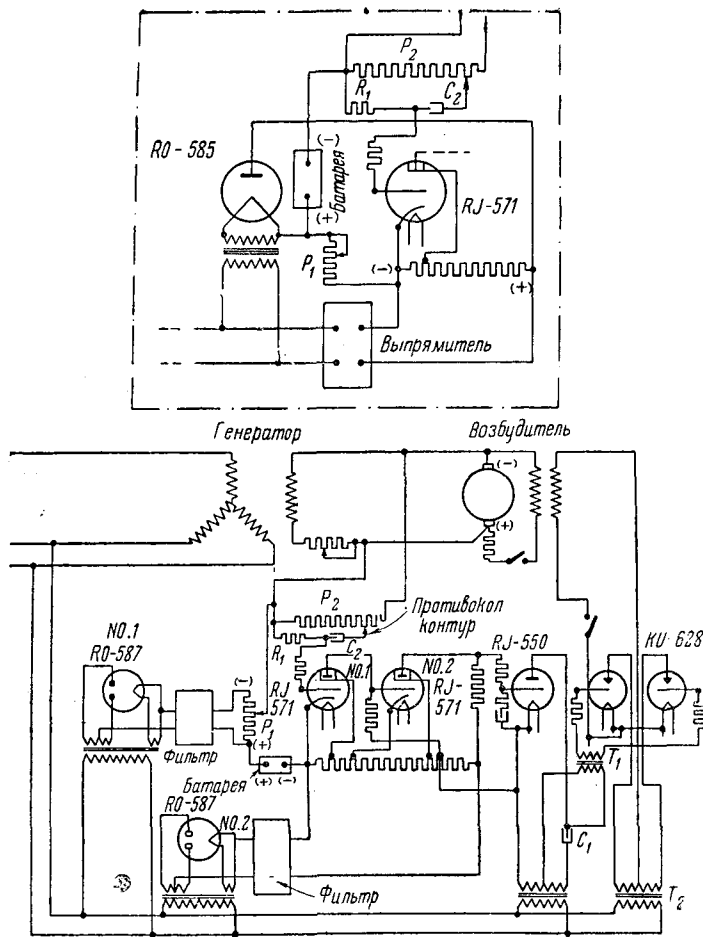 P₂
R₁
C₂
RO-585
(-)
Батарея
(+)
RJ-571
P₁
(-)
(+)
Выпрямитель
Генератор
Возбудитель
(-)
(+)
P₂
Противокол
контур
NO.1
RO-587
R₁
C₂
RJ-550
KU-628
RJ
571
NO.1
NO.2
RJ-
571
(-)
P₁
(+)
Фильтр
Батарея
(+)
(-)
T₁
RO-587
NO.2
C₁
Фильтр
T₂